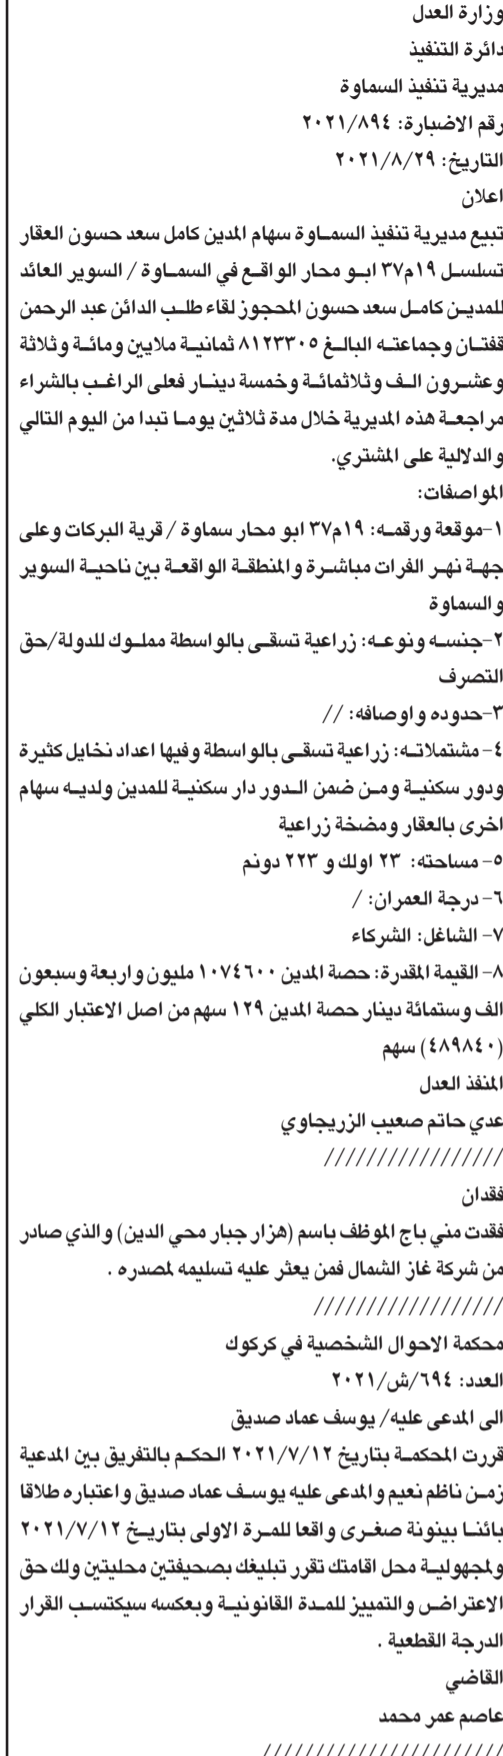 وزارة العدل
دائرة التنفيذ
مديرية تنفيذ السماوة
رقم الاضبارة: ٢٠٢١/٨٩٤
التاريخ: ٢٠٢١/٨/٢٩
اعلان
تبيع مديرية تنفيذ السماوة سهام المدين كامل سعد حسون العقار
تسلسل ١٩م٣٧ ابو محار الواقع في السماوة / السوير العائد
للمدين كامل سعد حسون المحجوز لقاء طلب الدائن عبد الرحمن
قفتان وجماعته البالغ ٨١٢٣٣٠٥ ثمانية ملايين ومائة وثلاثة
وعشرون الف وثلاثمائة وخمسة دينار فعلى الراغب بالشراء
مراجعة هذه المديرية خلال مدة ثلاثين يوما تبدا من اليوم التالي
والدلالية على المشتري.
المواصفات:
١-موقعة ورقمه: ١٩م٣٧ ابو محار سماوة / قرية البركات وعلى
جهة نهر الفرات مباشرة والمنطقة الواقعة بين ناحية السوير
والسماوة
٢-جنسه ونوعه: زراعية تسقى بالواسطة مملوك للدولة/حق
التصرف
٣-حدوده واوصافه: //
٤- مشتملاته: زراعية تسقى بالواسطة وفيها اعداد نخايل كثيرة
ودور سكنية ومن ضمن الدور دار سكنية للمدين ولديه سهام
اخرى بالعقار ومضخة زراعية
٥- مساحته: ٢٣ اولك و ٢٢٣ دونم
٦- درجة العمران: /
٧- الشاغل: الشركاء
٨- القيمة المقدرة: حصة المدين ١٠٧٤٦٠٠ مليون واربعة وسبعون
الف وستمائة دينار حصة المدين ١٢٩ سهم من اصل الاعتبار الكلي
(٤٨٩٨٤٠) سهم
المنفذ العدل
عدي حاتم صعيب الزريجاوي
/////////////////
فقدان
فقدت مني باج الموظف باسم (هزار جبار محي الدين) والذي صادر
من شركة غاز الشمال فمن يعثر عليه تسليمه لمصدره .
//////////////////
محكمة الاحوال الشخصية في كركوك
العدد: ٦٩٤/ش/٢٠٢١
الى المدعى عليه/ يوسف عماد صديق
قررت المحكمة بتاريخ ٢٠٢١/٧/١٢ الحكم بالتفريق بين المدعية
زمن ناظم نعيم والمدعى عليه يوسف عماد صديق واعتباره طلاقا
بائنا بينونة صغرى واقعا للمرة الاولى بتاريخ ٢٠٢١/٧/١٢
ولمجهولية محل اقامتك تقرر تبليغك بصحيفتين محليتين ولك حق
الاعتراض والتمييز للمدة القانونية وبعكسه سيكتسب القرار
الدرجة القطعية .
القاضي
عاصم عمر محمد
///////////////////////